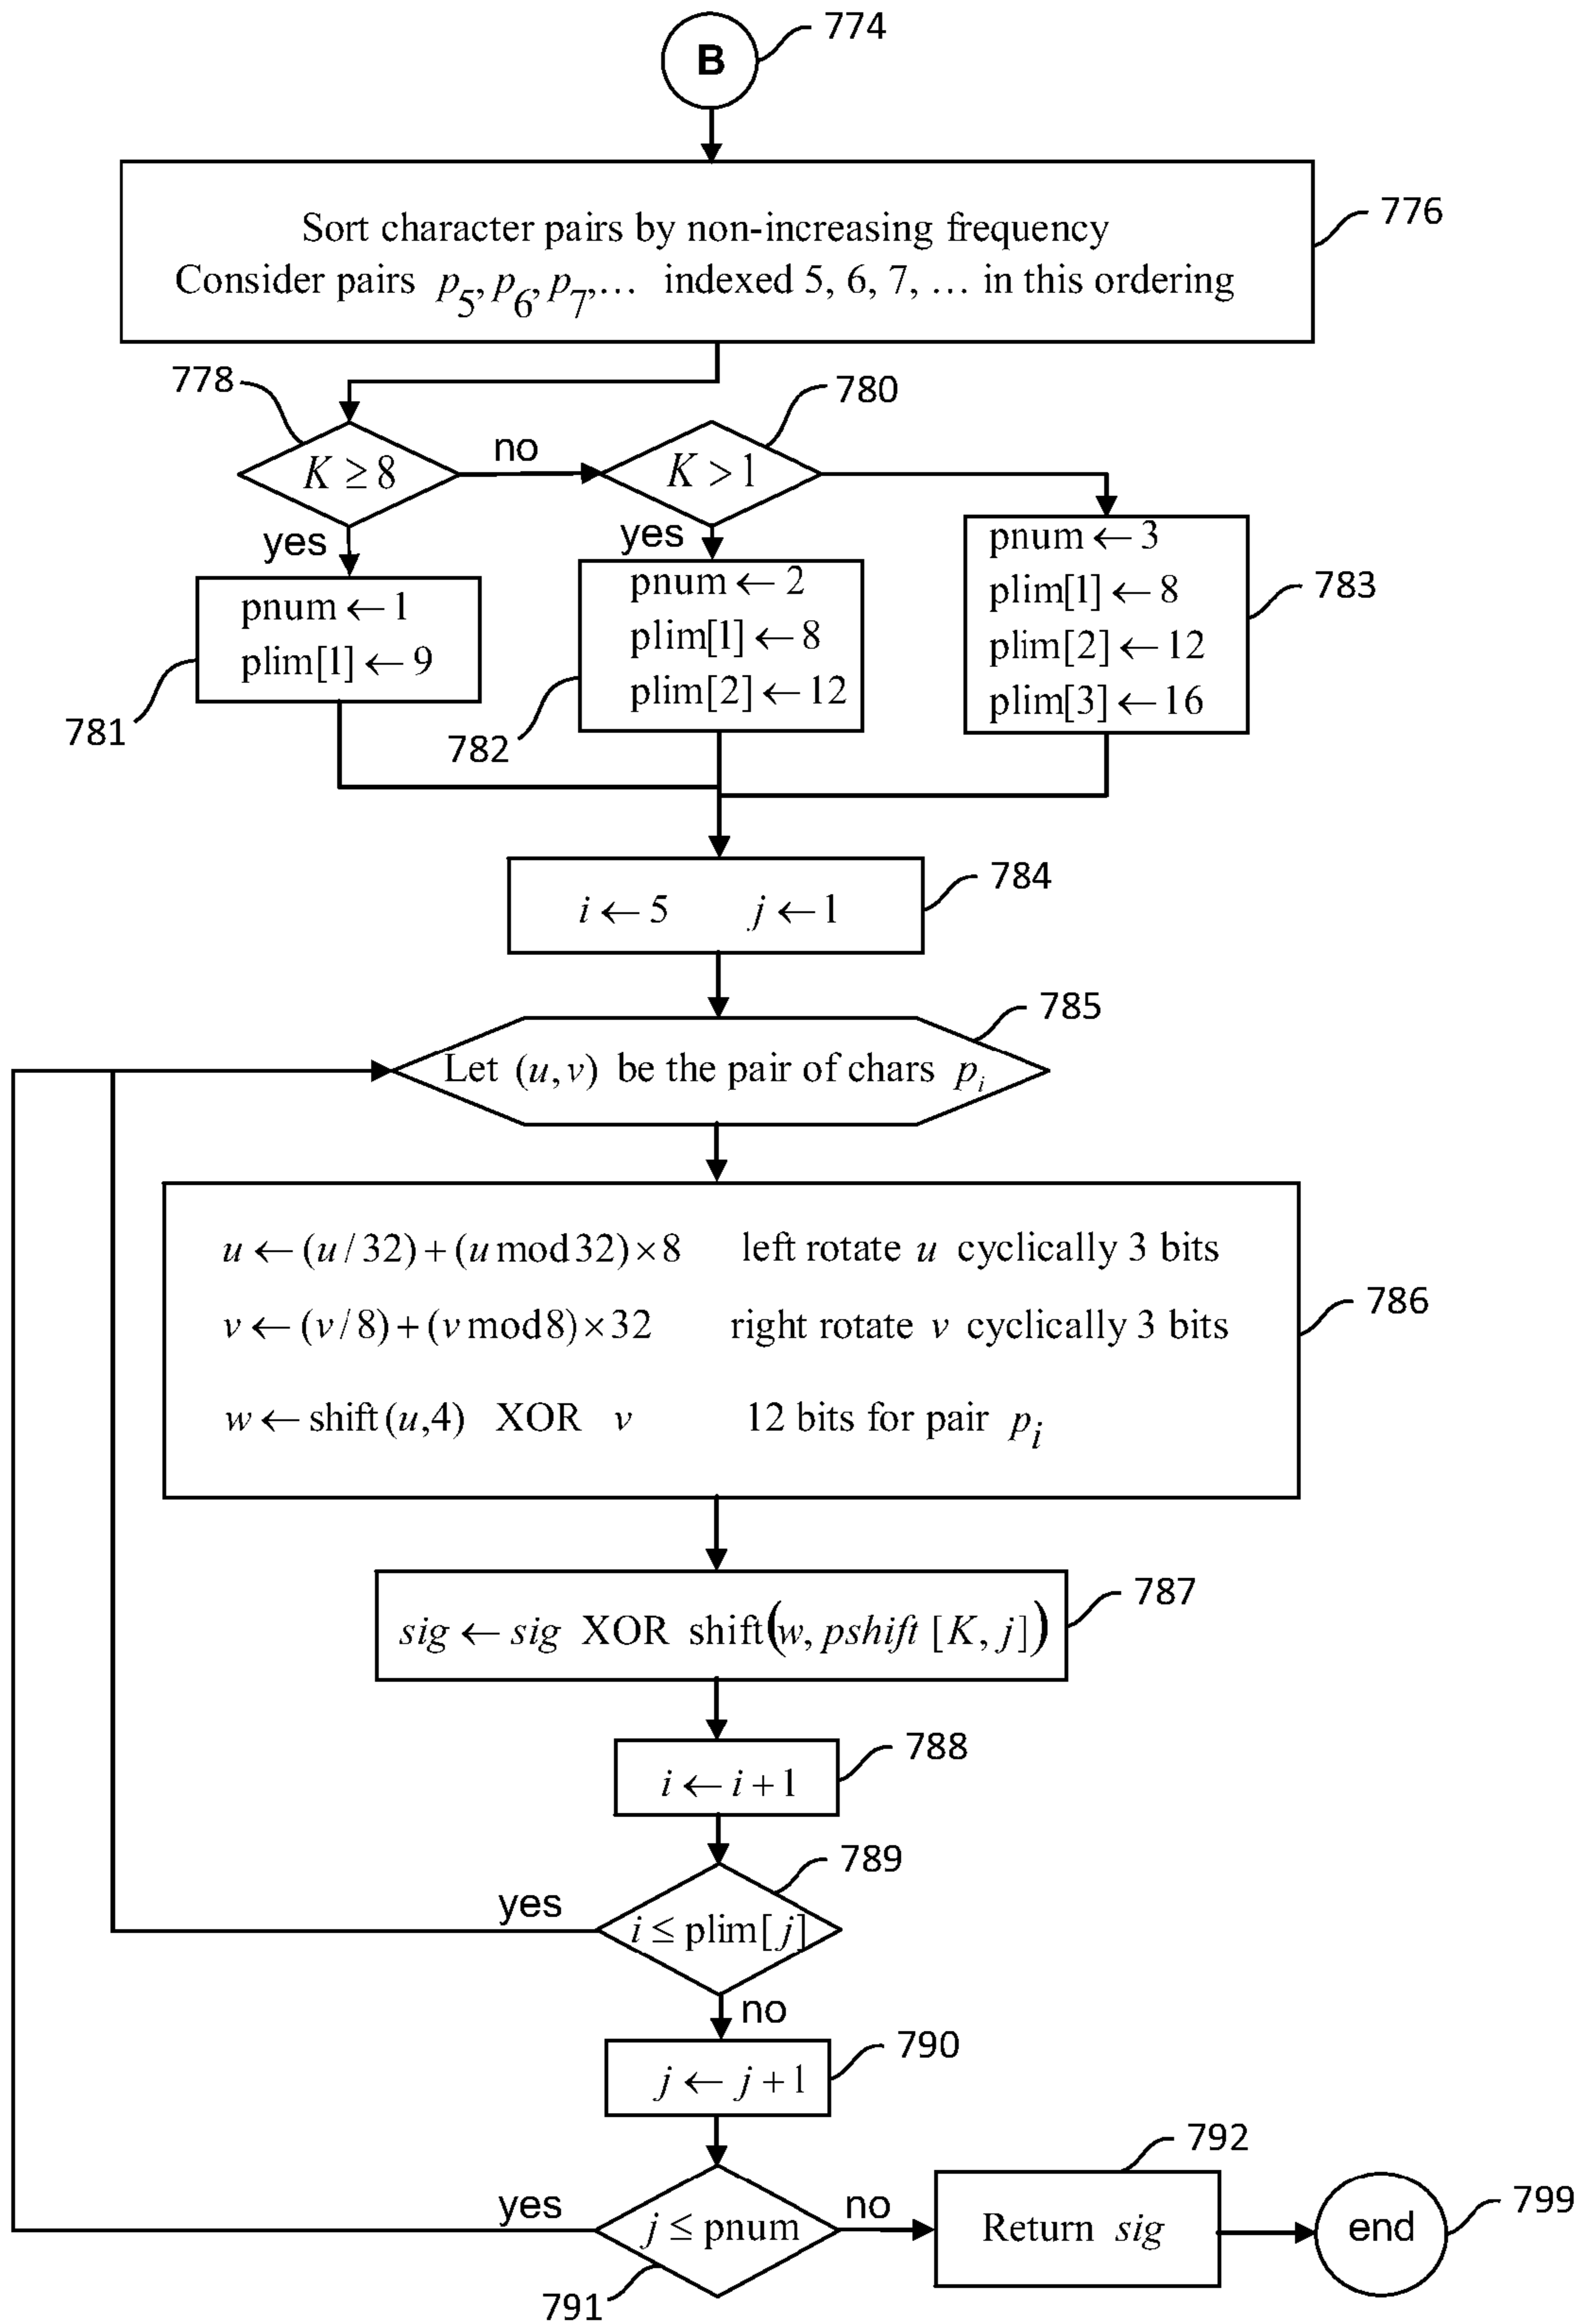 B
774
Sort character pairs by non-increasing frequency
Consider pairs p5, p6, p7,... indexed 5, 6, 7, ... in this ordering
776
778
780
K ≥ 8
no
K > 1
yes
yes
pnum ← 1
plim[1] ← 9
781
pnum ← 2
plim[1] ← 8
plim[2] ← 12
782
pnum ← 3
plim[1] ← 8
plim[2] ← 12
plim[3] ← 16
783
i ← 5 j ← 1
784
785
Let (u,v) be the pair of chars pi
u ← (u/32)+(u mod 32)×8 left rotate u cyclically 3 bits
v ← (v/8)+(v mod 8)×32 right rotate v cyclically 3 bits
w ← shift(u,4) XOR v 12 bits for pair pi
786
sig ← sig XOR shift(w, pshift [K, j])
787
i ← i+1
788
789
yes
i ≤ plim[j]
no
j ← j+1
790
yes
j ≤ pnum
no
791
Return sig
792
end
799